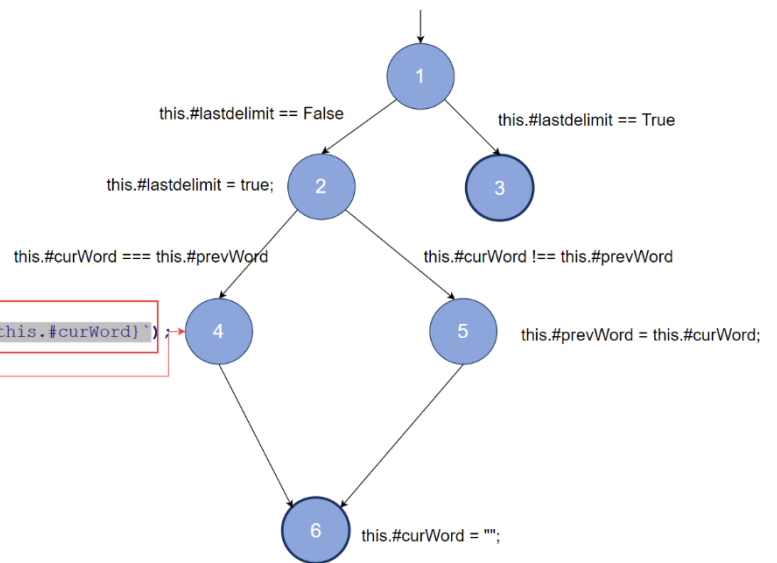 1
this.#lastdelimit == False
this.#lastdelimit == True
this.#lastdelimit = true;
2
3
this.#curWord === this.#prevWord
this.#curWord !== this.#prevWord
this.#curWord}`);
4
5
this.#prevWord = this.#curWord;
6
this.#curWord = "";